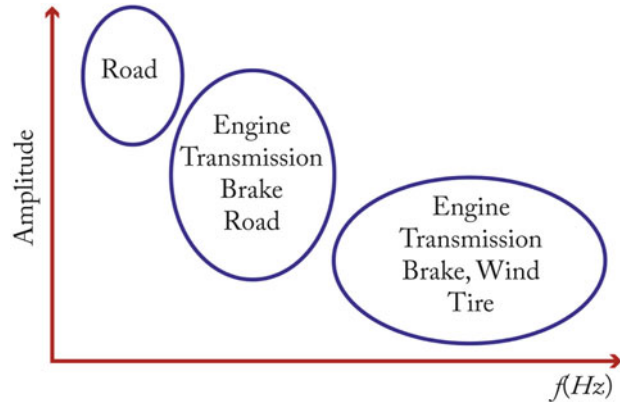 Road
Engine
Transmission
Brake
Road
Engine
Transmission
Brake, Wind
Tire
Amplitude
f(Hz)